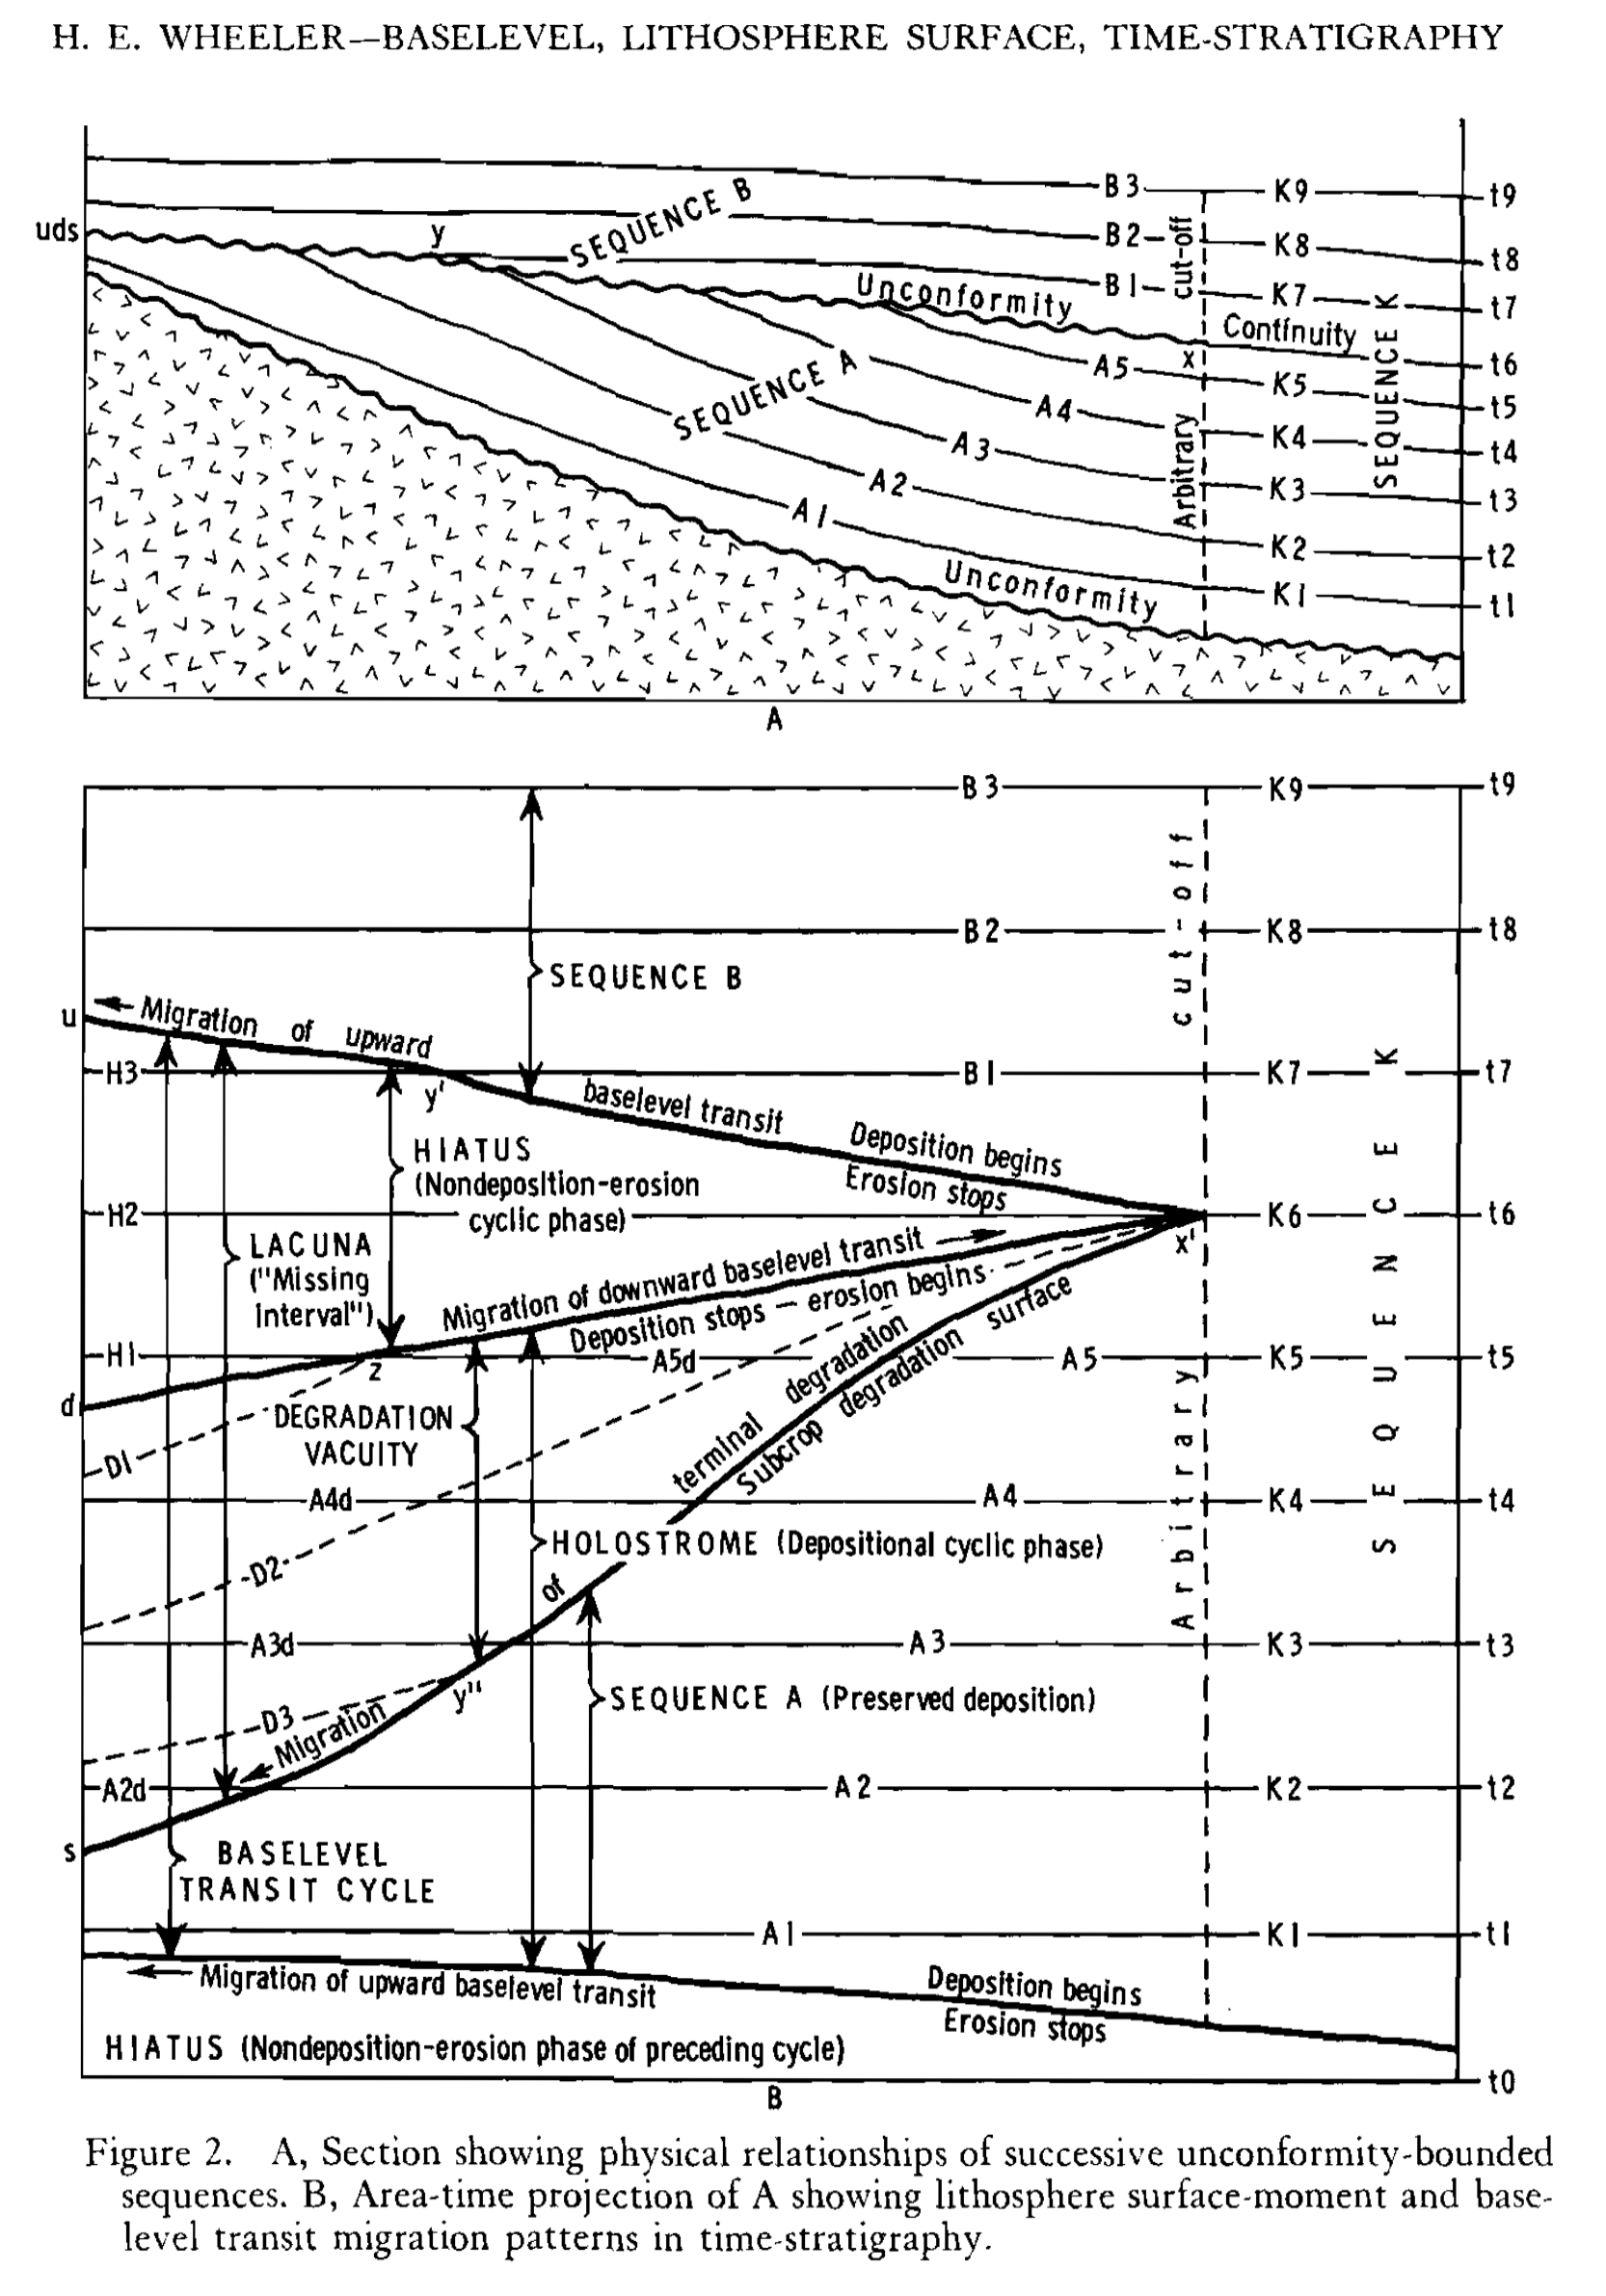 H. E. WHEELER—BASELEVEL, LITHOSPHERE SURFACE, TIME-STRATIGRAPHY
B3
K9
t9
uds
y
SEQUENCE B
B2
cut-off
K8
t8
B1
K7
t7
Unconformity
Continuity
t6
SEQUENCE K
x
A5
K5
t5
SEQUENCE A
A4
Arbitrary
K4
t4
A3
K3
t3
A2
K2
t2
A1
Unconformity
K1
t1
A
B3
K9
t9
cut-off
B2
K8
t8
SEQUENCE B
u
Migration of upward
H3
y'
B1
K7
t7
baselevel transit
Deposition begins
Erosion stops
HIATUS
(Nondeposition-erosion
cyclic phase)
H2
K6
t6
x'
SEQUENCE K
LACUNA
("Missing
Interval")
Migration of downward baselevel transit
Deposition stops – erosion begins
H1
z
A5d
A5
K5
t5
d
D1
DEGRADATION
VACUITY
terminal degradation
Subcrop degradation surface
Arbitrary
A4d
A4
K4
t4
HOLOSTROME (Depositional cyclic phase)
D2
of
A3d
A3
K3
t3
y"
SEQUENCE A (Preserved deposition)
D3
Migration
A2d
A2
K2
t2
s
BASELEVEL
TRANSIT CYCLE
A1
K1
t1
Migration of upward baselevel transit
Deposition begins
Erosion stops
HIATUS (Nondeposition-erosion phase of preceding cycle)
t0
B
Figure 2. A, Section showing physical relationships of successive unconformity-bounded
sequences. B, Area-time projection of A showing lithosphere surface-moment and base-
level transit migration patterns in time-stratigraphy.